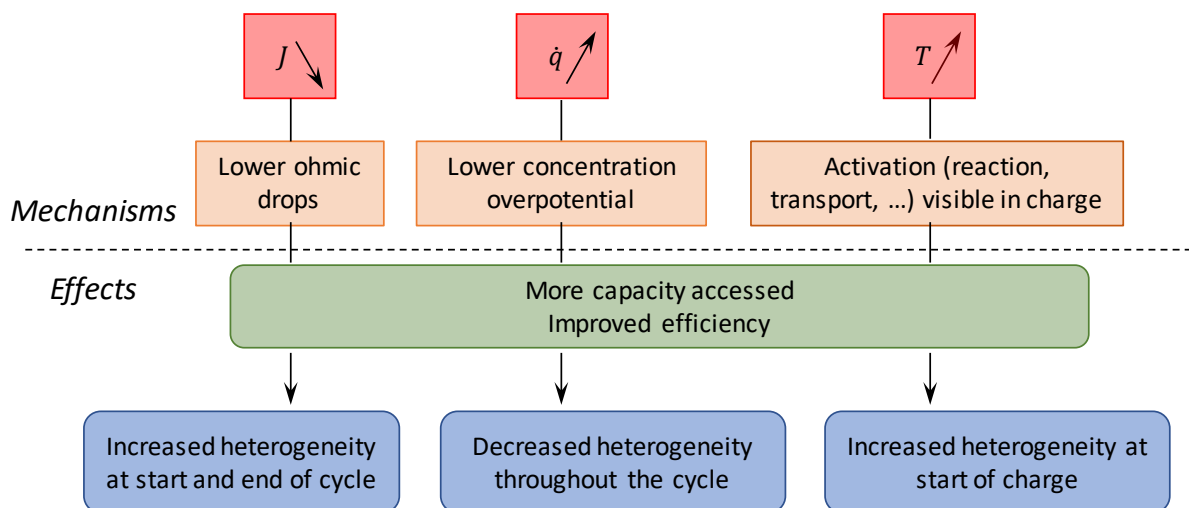 J
q̇
T
Lower ohmic
drops
Lower concentration
overpotential
Activation (reaction,
transport, ...) visible in charge
Mechanisms
Effects
More capacity accessed
Improved efficiency
Increased heterogeneity
at start and end of cycle
Decreased heterogeneity
throughout the cycle
Increased heterogeneity at
start of charge